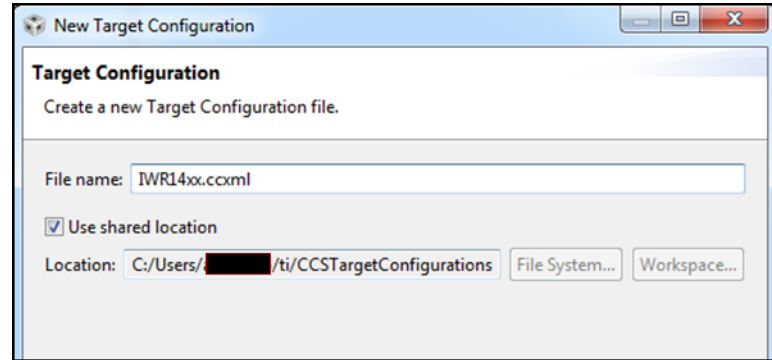 New Target Configuration
Target Configuration
Create a new Target Configuration file.
File name: IWR14xx.ccxml
Use shared location
Location: C:/Users/ /ti/CCSTargetConfigurations File System... Workspace...